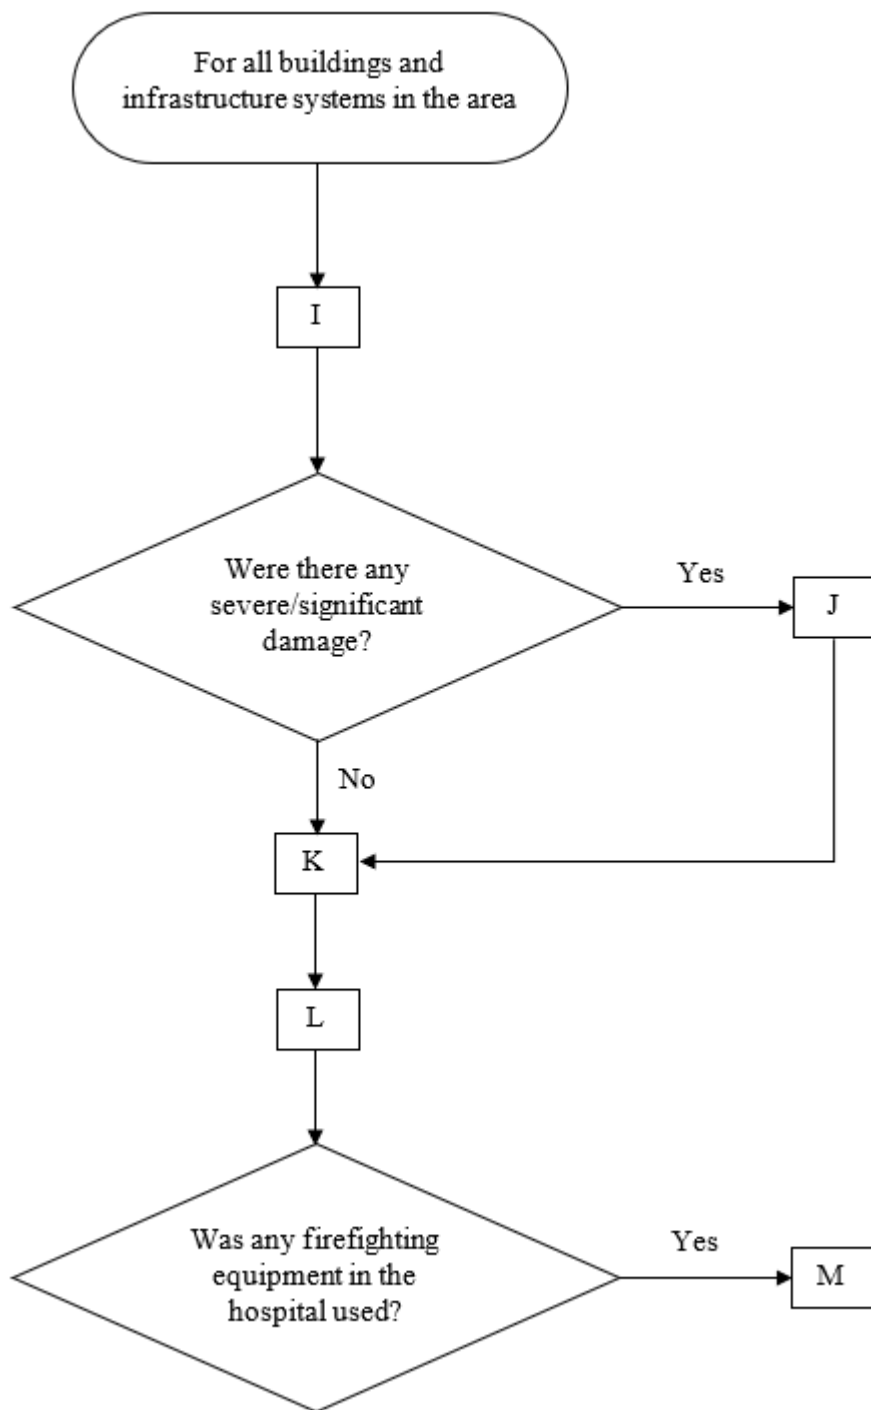 For all buildings and
infrastructure systems in the area
I
Were there any
severe/significant
damage?
Yes
J
No
K
L
Was any firefighting
equipment in the
hospital used?
Yes
M